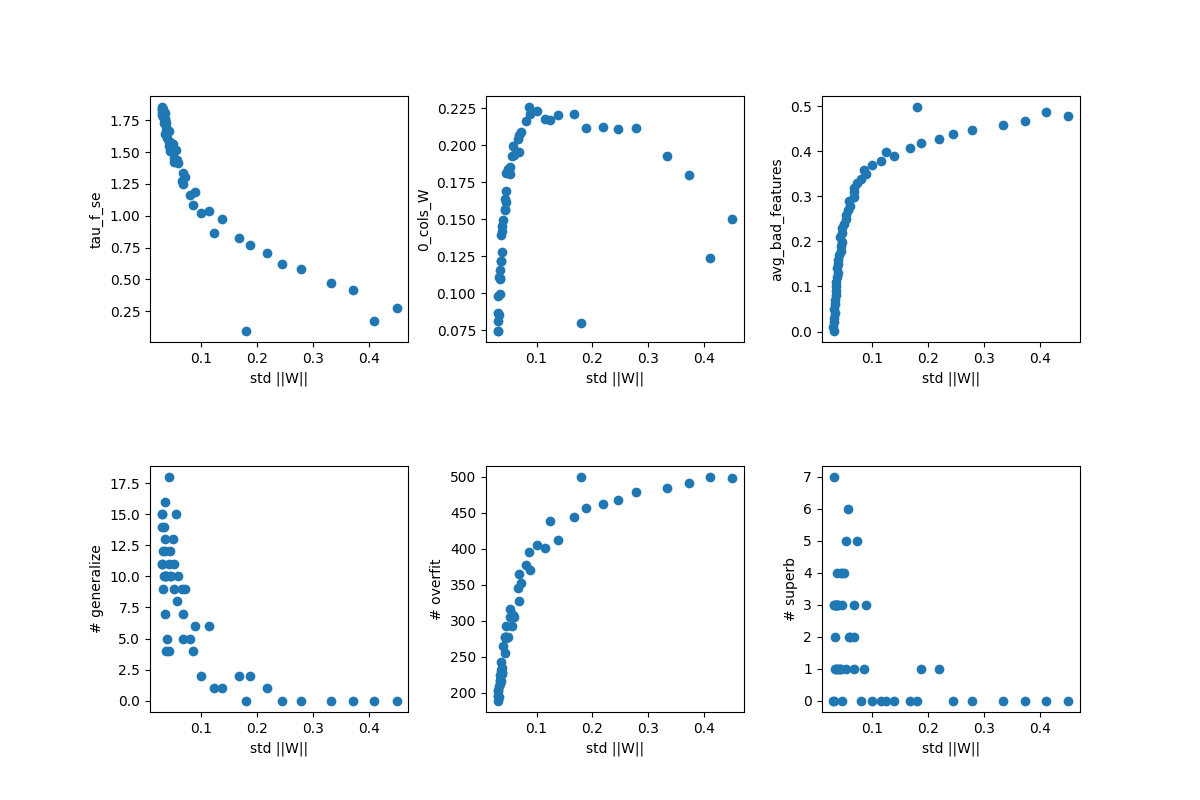 tau_f_se
1.75
1.50
1.25
1.00
0.75
0.50
0.25
0.1 0.2 0.3 0.4
std ||W||
0_cols_W
0.225
0.200
0.175
0.150
0.125
0.100
0.075
0.1 0.2 0.3 0.4
std ||W||
avg_bad_features
0.5
0.4
0.3
0.2
0.1
0.0
0.1 0.2 0.3 0.4
std ||W||
# generalize
17.5
15.0
12.5
10.0
7.5
5.0
2.5
0.0
0.1 0.2 0.3 0.4
std ||W||
# overfit
500
450
400
350
300
250
200
0.1 0.2 0.3 0.4
std ||W||
# superb
7
6
5
4
3
2
1
0
0.1 0.2 0.3 0.4
std ||W||